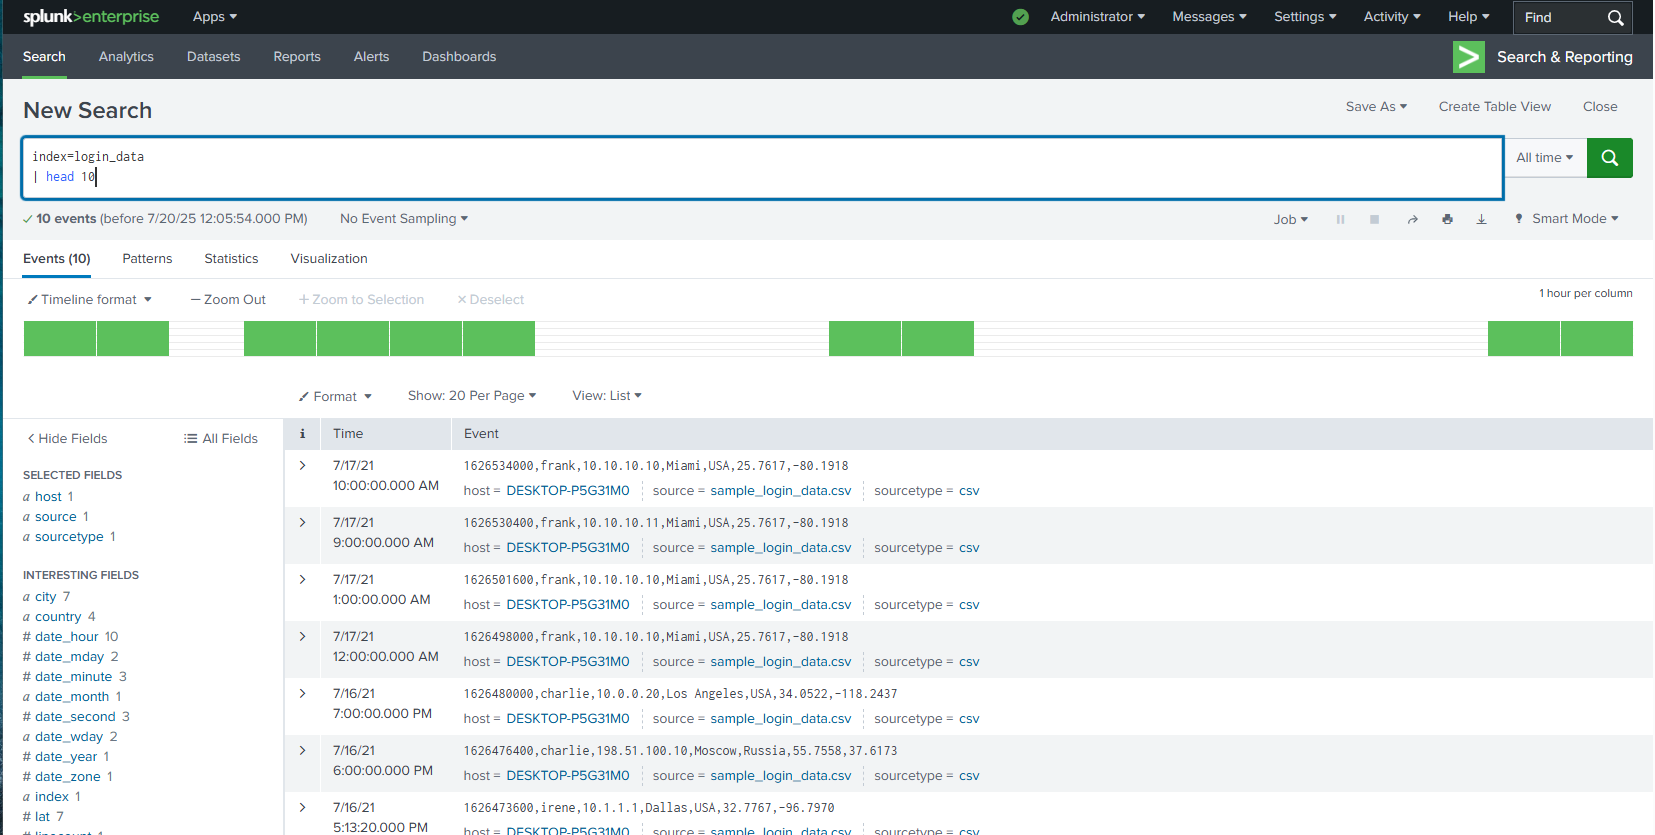 splunk>enterprise Apps Administrator Messages Settings Activity Help Find
Search Analytics Datasets Reports Alerts Dashboards Search & Reporting
New Search Save As Create Table View Close
index=login_data All time
| head 10
10 events (before 7/20/25 12:05:54.000 PM) No Event Sampling Job Smart Mode
Events (10) Patterns Statistics Visualization
Timeline format — Zoom Out + Zoom to Selection × Deselect 1 hour per column
Format Show: 20 Per Page View: List
< Hide Fields All Fields i Time Event
SELECTED FIELDS
a host 1
a source 1
a sourcetype 1
INTERESTING FIELDS
a city 7
a country 4
# date_hour 10
# date_mday 2
# date_minute 3
a date_month 1
# date_second 3
a date_wday 2
# date_year 1
# date_zone 1
a index 1
# lat 7
# linecount 1
> 7/17/21 1626534000,frank,10.10.10.10,Miami,USA,25.7617,-80.1918
10:00:00.000 AM host = DESKTOP-P5G31M0 source = sample_login_data.csv sourcetype = csv
> 7/17/21 1626530400,frank,10.10.10.11,Miami,USA,25.7617,-80.1918
9:00:00.000 AM host = DESKTOP-P5G31M0 source = sample_login_data.csv sourcetype = csv
> 7/17/21 1626501600,frank,10.10.10.10,Miami,USA,25.7617,-80.1918
1:00:00.000 AM host = DESKTOP-P5G31M0 source = sample_login_data.csv sourcetype = csv
> 7/17/21 1626498000,frank,10.10.10.10,Miami,USA,25.7617,-80.1918
12:00:00.000 AM host = DESKTOP-P5G31M0 source = sample_login_data.csv sourcetype = csv
> 7/16/21 1626480000,charlie,10.0.0.20,Los Angeles,USA,34.0522,-118.2437
7:00:00.000 PM host = DESKTOP-P5G31M0 source = sample_login_data.csv sourcetype = csv
> 7/16/21 1626476400,charlie,198.51.100.10,Moscow,Russia,55.7558,37.6173
6:00:00.000 PM host = DESKTOP-P5G31M0 source = sample_login_data.csv sourcetype = csv
> 7/16/21 1626473600,irene,10.1.1.1,Dallas,USA,32.7767,-96.7970
5:13:20.000 PM host = DESKTOP-P5G31M0 source = sample_login_data.csv sourcetype = csv